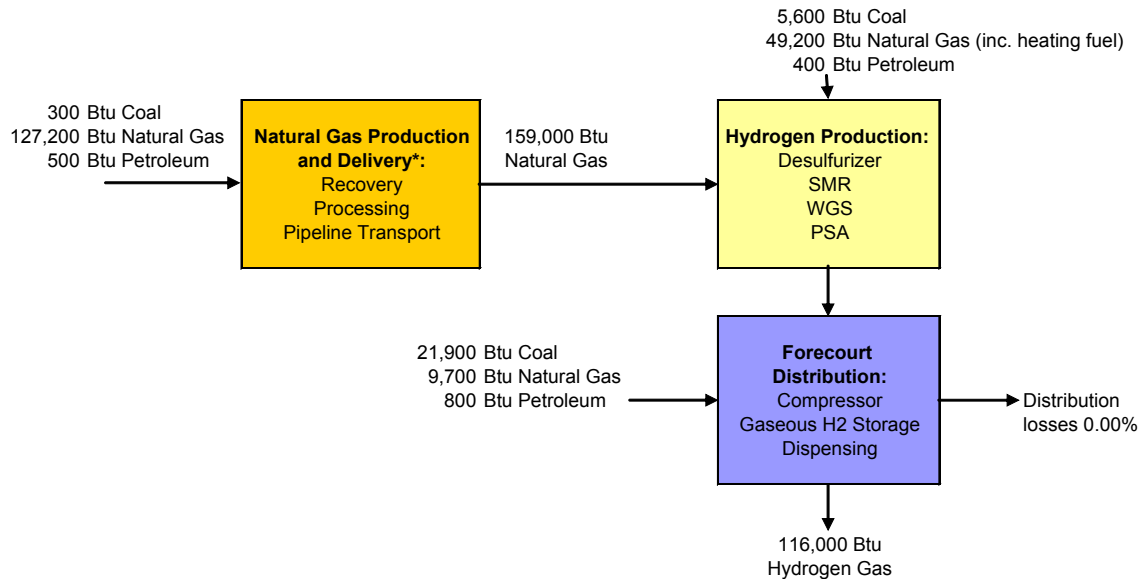 5,600 Btu Coal
49,200 Btu Natural Gas (inc. heating fuel)
400 Btu Petroleum
300 Btu Coal
127,200 Btu Natural Gas
500 Btu Petroleum
Natural Gas Production
and Delivery*:
Recovery
Processing
Pipeline Transport
159,000 Btu
Natural Gas
Hydrogen Production:
Desulfurizer
SMR
WGS
PSA
21,900 Btu Coal
9,700 Btu Natural Gas
800 Btu Petroleum
Forecourt
Distribution:
Compressor
Gaseous H2 Storage
Dispensing
Distribution
losses 0.00%
116,000 Btu
Hydrogen Gas